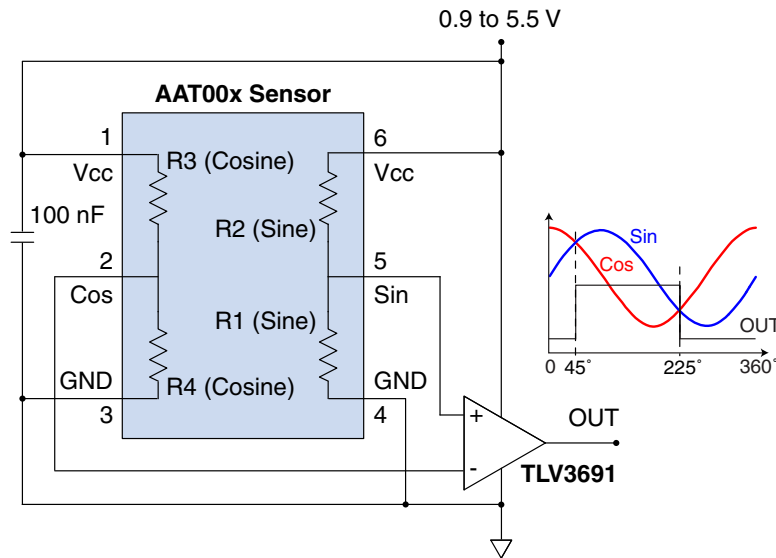 0.9 to 5.5 V
AAT00x Sensor
1
6
R3 (Cosine)
Vcc
Vcc
100 nF
R2 (Sine)
2
5
Cos
Sin
R1 (Sine)
GND
GND
R4 (Cosine)
3
4
+
-
OUT
TLV3691
Sin
Cos
OUT
0 45° 225° 360°